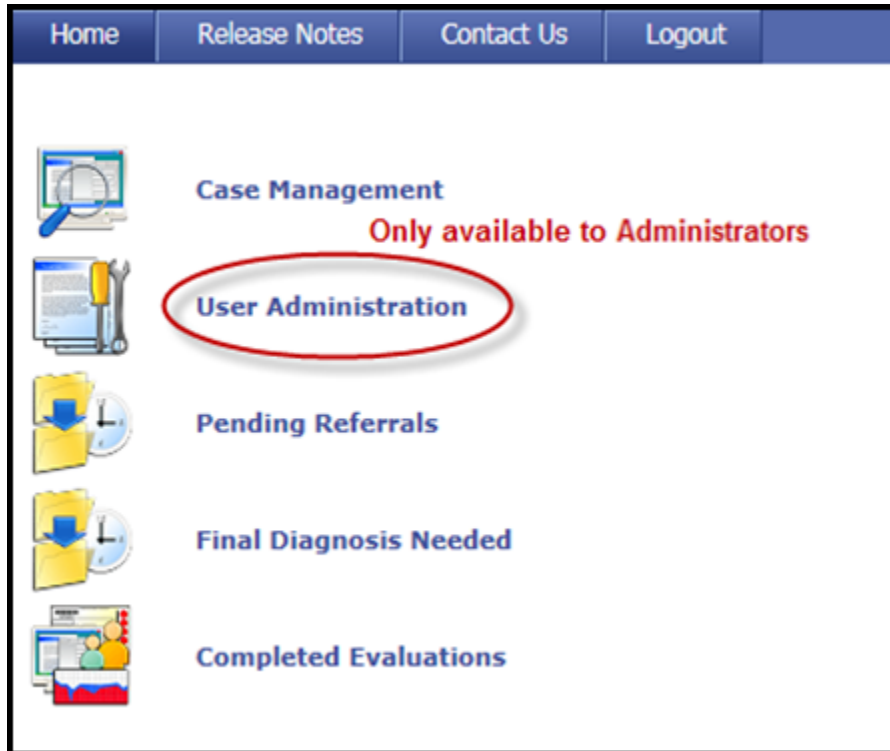 Home Release Notes Contact Us Logout
Case Management
Only available to Administrators
User Administration
Pending Referrals
Final Diagnosis Needed
Completed Evaluations